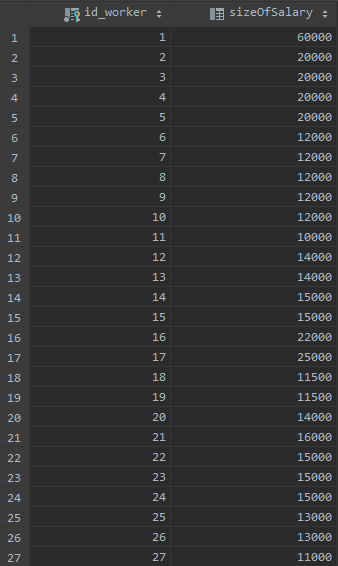 id_worker sizeOfSalary
1 1 60000
2 2 20000
3 3 20000
4 4 20000
5 5 20000
6 6 12000
7 7 12000
8 8 12000
9 9 12000
10 10 12000
11 11 10000
12 12 14000
13 13 14000
14 14 15000
15 15 15000
16 16 22000
17 17 25000
18 18 11500
19 19 11500
20 20 14000
21 21 16000
22 22 15000
23 23 15000
24 24 15000
25 25 13000
26 26 13000
27 27 11000